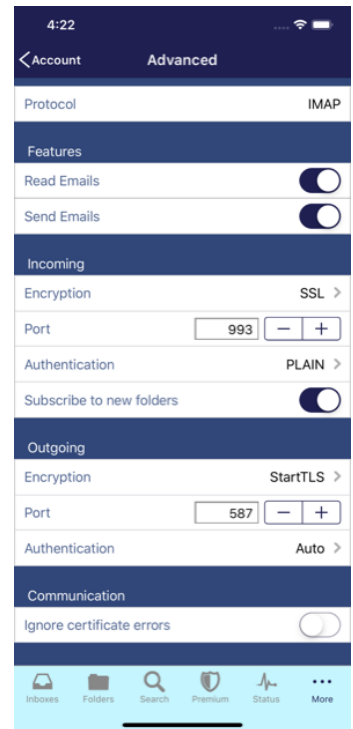 4:22
Account Advanced
Protocol IMAP
Features
Read Emails
Send Emails
Incoming
Encryption SSL
Port 993 − +
Authentication PLAIN
Subscribe to new folders
Outgoing
Encryption StartTLS
Port 587 − +
Authentication Auto
Communication
Ignore certificate errors
Inboxes Folders Search Premium Status More